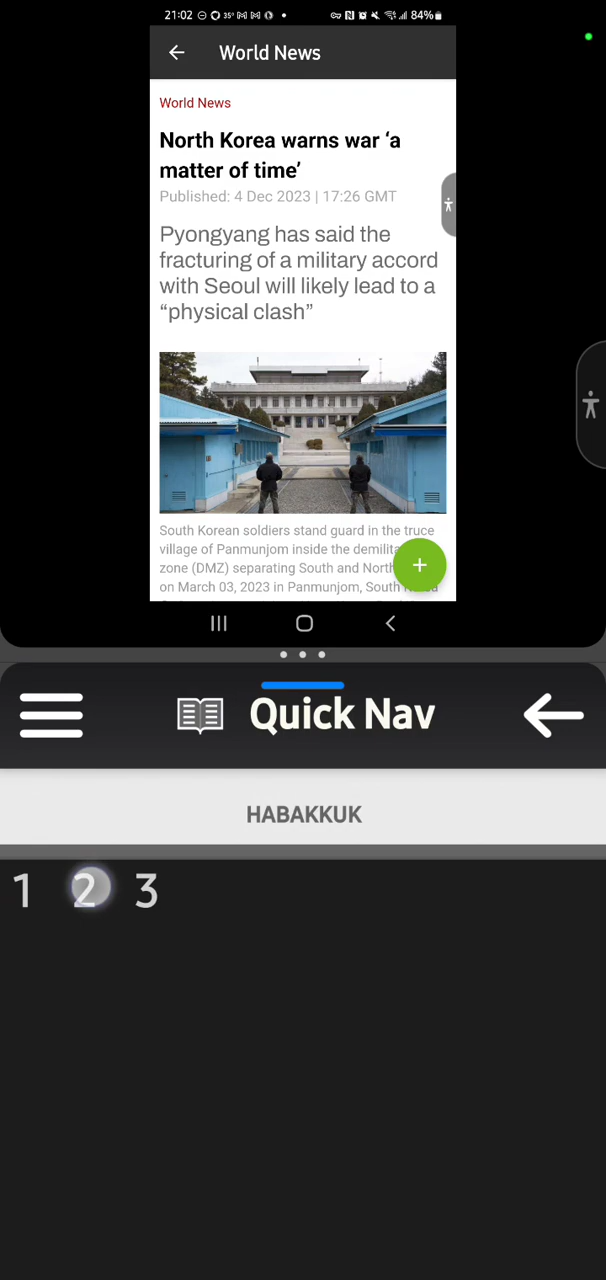 21:02 35° 84%
World News
World News
North Korea warns war ‘a
matter of time’
Published: 4 Dec 2023 | 17:26 GMT
Pyongyang has said the
fracturing of a military accord
with Seoul will likely lead to a
“physical clash”
South Korean soldiers stand guard in the truce
village of Panmunjom inside the
zone (DMZ) separating South and North
on March 03, 2023 in Panmunjom, South
Quick Nav
HABAKKUK
1 2 3